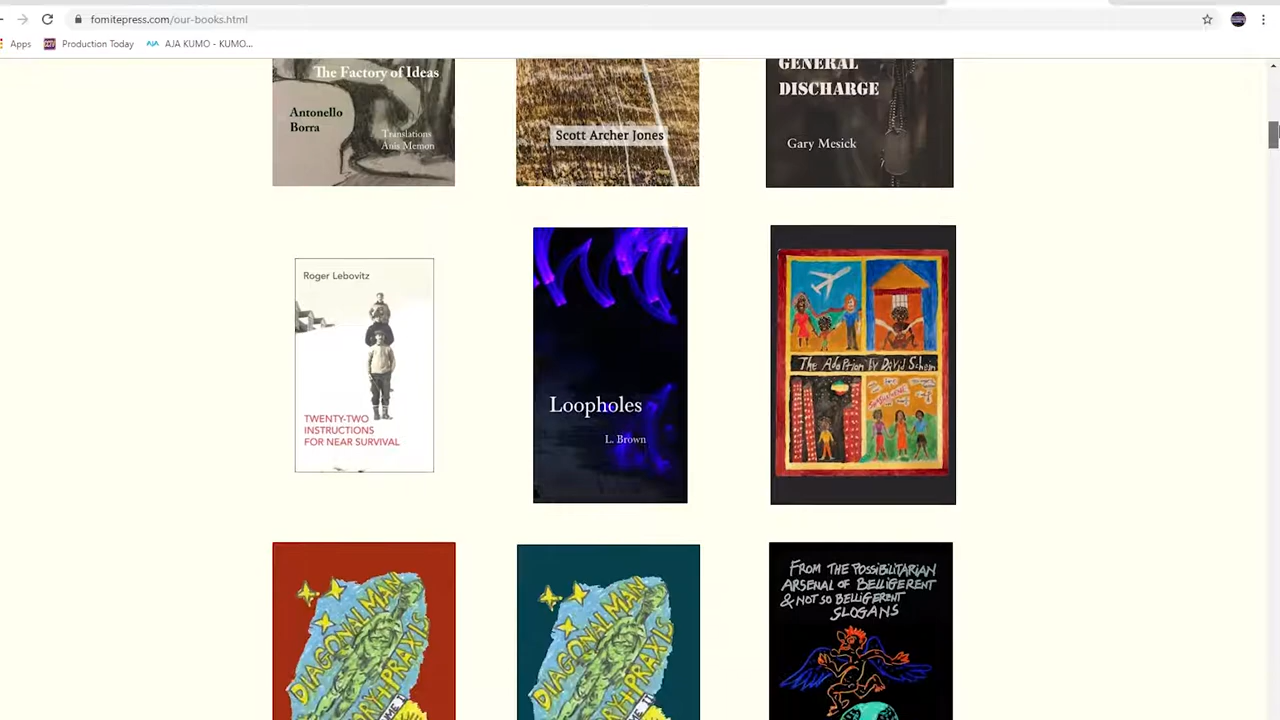 fomitepress.com/our-books.html
Apps
Production Today
AJA KUMO - KUMO...
The Factory of Ideas
Antonello
Borra
Translations
Anis Memon
Scott Archer Jones
GENERAL
DISCHARGE
Gary Mesick
Roger Lebovitz
TWENTY-TWO
INSTRUCTIONS
FOR NEAR SURVIVAL
Loopholes
L. Brown
The Adoption by David Schein
DIAGONAL MAN
PRAXIS
DIAGONAL MAN
PRAXIS
FROM THE POSSIBILITARIAN
ARSENAL OF BELLIGERENT
& NOT SO BELLIGERENT
SLOGANS